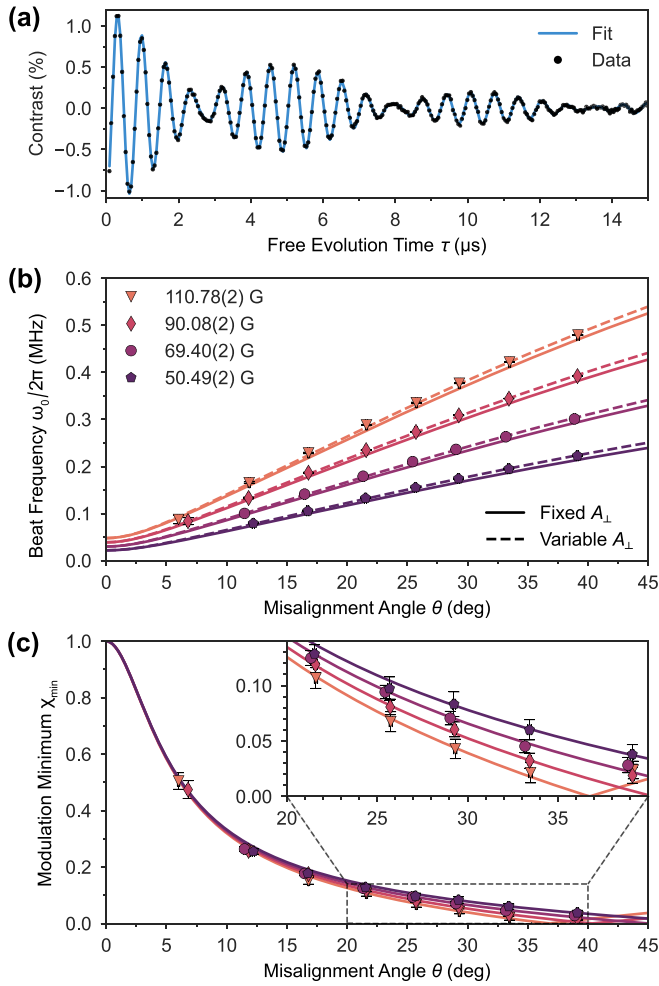 (a)
Contrast (%)
1.0
0.5
0.0
−0.5
−1.0
Fit
Data
0 2 4 6 8 10 12 14
Free Evolution Time τ (μs)
(b)
Beat Frequency ω₀/2π (MHz)
0.6
0.5
0.4
0.3
0.2
0.1
0.0
110.78(2) G
90.08(2) G
69.40(2) G
50.49(2) G
Fixed A⊥
Variable A⊥
0 5 10 15 20 25 30 35 40 45
Misalignment Angle θ (deg)
(c)
Modulation Minimum χmin
1.0
0.8
0.6
0.4
0.2
0.0
0.10
0.05
0.00
20 25 30 35 40
0 5 10 15 20 25 30 35 40 45
Misalignment Angle θ (deg)